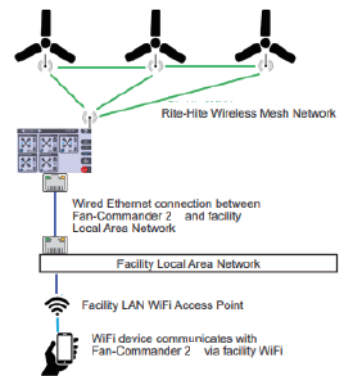 Rite-Hite Wireless Mesh Network
Wired Ethernet connection between
Fan-Commander 2 and facility
Local Area Network
Facility Local Area Network
Facility LAN WiFi Access Point
WiFi device communicates with
Fan-Commander 2 via facility WiFi